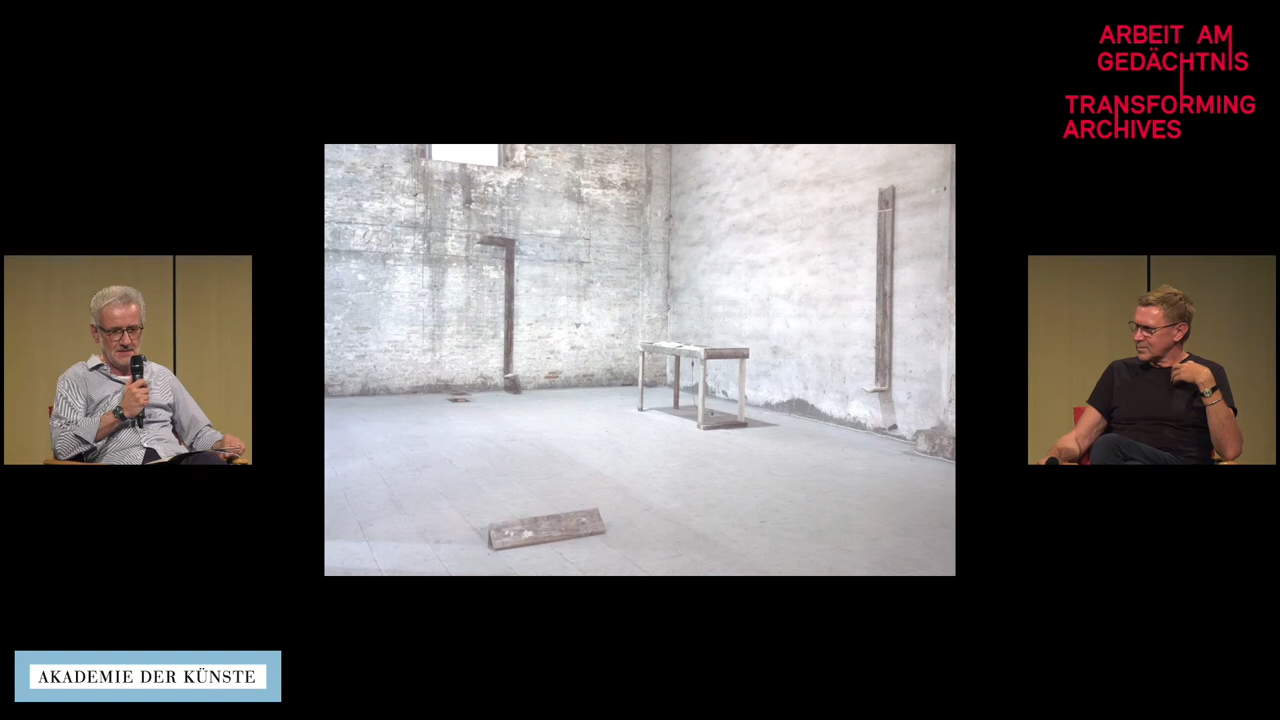 ARBEIT AM
GEDÄCHTNIS
TRANSFORMING
ARCHIVES
AKADEMIE DER KÜNSTE